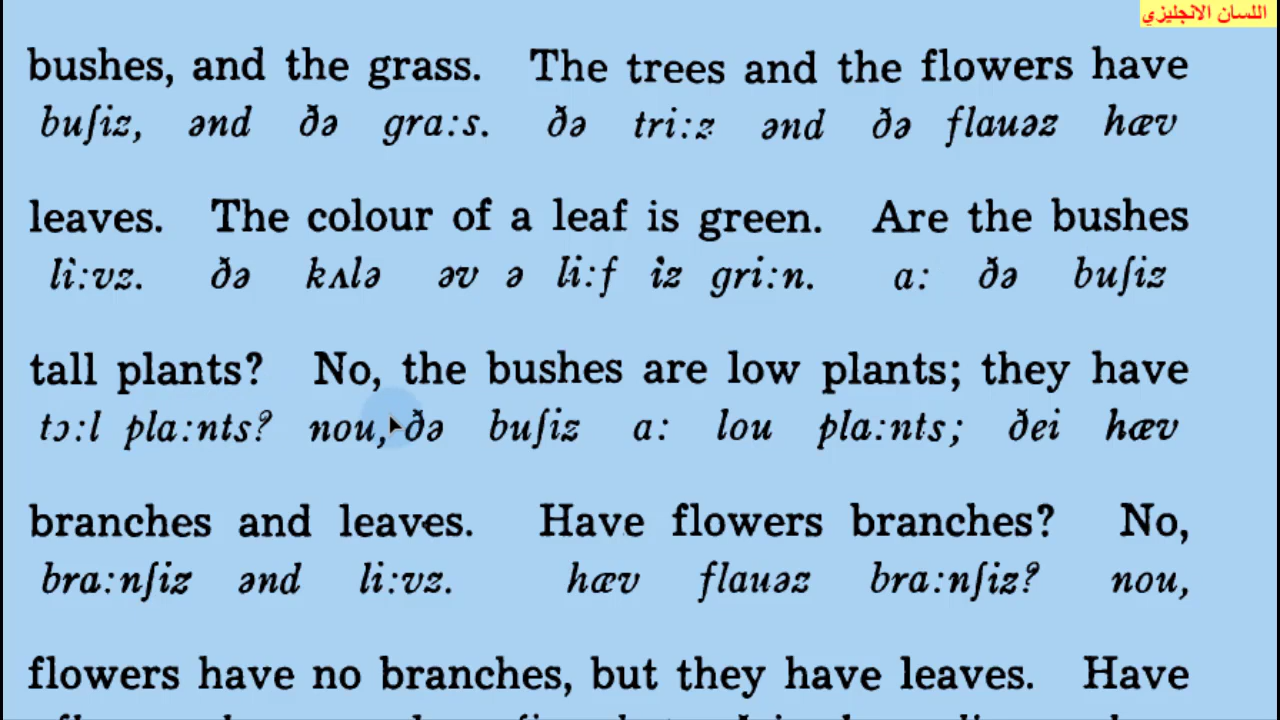 اللسان الانجليزي
bushes, and the grass. The trees and the flowers have
buʃiz, ənd ðə gra:s. ðə tri:z ənd ðə flauəz hæv
leaves. The colour of a leaf is green. Are the bushes
li:vz. ðə kʌlə əv ə li:f iz gri:n. a: ðə buʃiz
tall plants? No, the bushes are low plants; they have
tɔ:l pla:nts? nou, ðə buʃiz a: lou pla:nts; ðei hæv
branches and leaves. Have flowers branches? No,
bra:nʃiz ənd li:vz. hæv flauəz bra:nʃiz? nou,
flowers have no branches, but they have leaves. Have